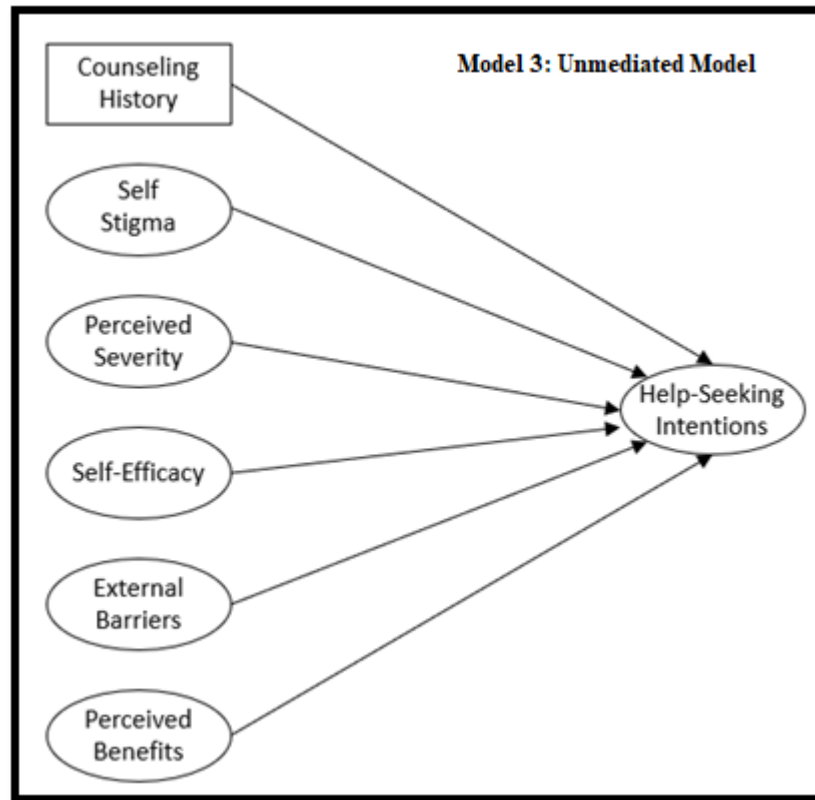 Model 3: Unmediated Model
Counseling
History
Self
Stigma
Perceived
Severity
Help-Seeking
Intentions
Self-Efficacy
External
Barriers
Perceived
Benefits